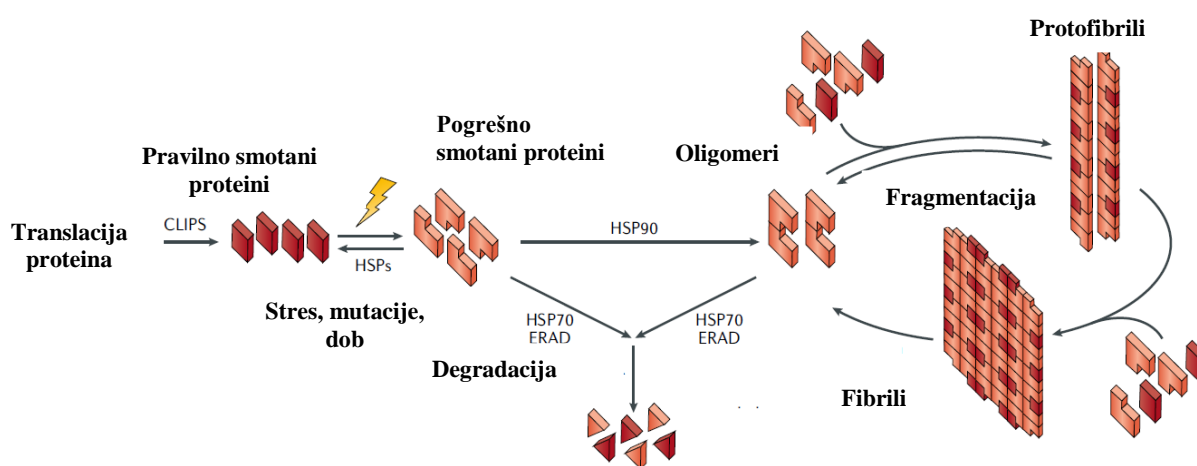 Protofibrili
Pogrešno
smotani proteini
Pravilno smotani
proteini
Oligomeri
CLIPS
Fragmentacija
Translacija
proteina
HSP90
HSPs
Stres, mutacije,
dob
HSP70
ERAD
HSP70
ERAD
Degradacija
Fibrili